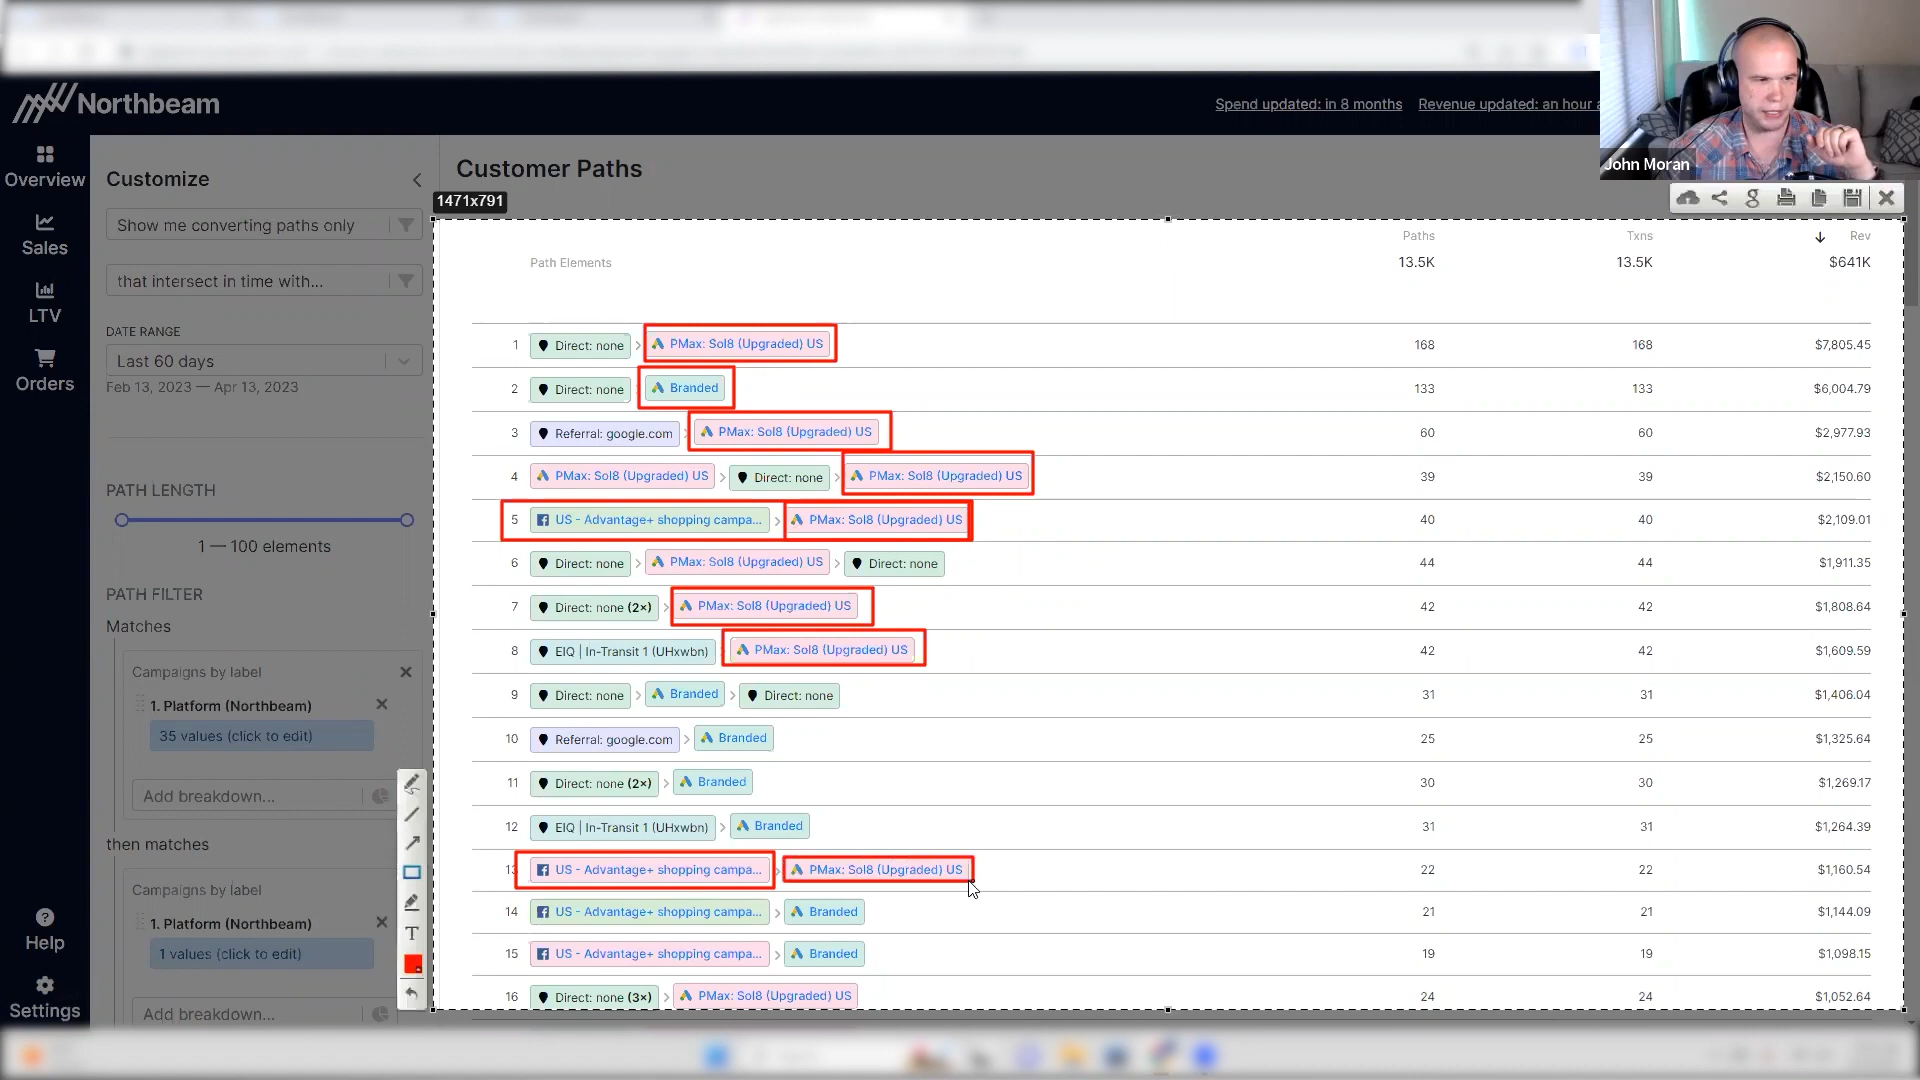 Northbeam
Spend updated: in 8 months
Revenue updated: an hour a
John Moran
Overview
Sales
LTV
Orders
Help
Settings
Customize
Show me converting paths only
that intersect in time with...
DATE RANGE
Last 60 days
Feb 13, 2023 — Apr 13, 2023
PATH LENGTH
1 — 100 elements
PATH FILTER
Matches
Campaigns by label
1. Platform (Northbeam)
35 values (click to edit)
Add breakdown...
then matches
Campaigns by label
1. Platform (Northbeam)
1 values (click to edit)
Add breakdown...
T
Customer Paths
1471x791
Paths Txns Rev
Path Elements 13.5K 13.5K $641K
1 Direct: none PMax: Sol8 (Upgraded) US 168 168 $7,805.45
2 Direct: none Branded 133 133 $6,004.79
3 Referral: google.com PMax: Sol8 (Upgraded) US 60 60 $2,977.93
4 PMax: Sol8 (Upgraded) US Direct: none PMax: Sol8 (Upgraded) US 39 39 $2,150.60
5 US - Advantage+ shopping campa... PMax: Sol8 (Upgraded) US 40 40 $2,109.01
6 Direct: none PMax: Sol8 (Upgraded) US Direct: none 44 44 $1,911.35
7 Direct: none (2×) PMax: Sol8 (Upgraded) US 42 42 $1,808.64
8 EIQ | In-Transit 1 (UHxwbn) PMax: Sol8 (Upgraded) US 42 42 $1,609.59
9 Direct: none Branded Direct: none 31 31 $1,406.04
10 Referral: google.com Branded 25 25 $1,325.64
11 Direct: none (2×) Branded 30 30 $1,269.17
12 EIQ | In-Transit 1 (UHxwbn) Branded 31 31 $1,264.39
13 US - Advantage+ shopping campa... PMax: Sol8 (Upgraded) US 22 22 $1,160.54
14 US - Advantage+ shopping campa... Branded 21 21 $1,144.09
15 US - Advantage+ shopping campa... Branded 19 19 $1,098.15
16 Direct: none (3×) PMax: Sol8 (Upgraded) US 24 24 $1,052.64